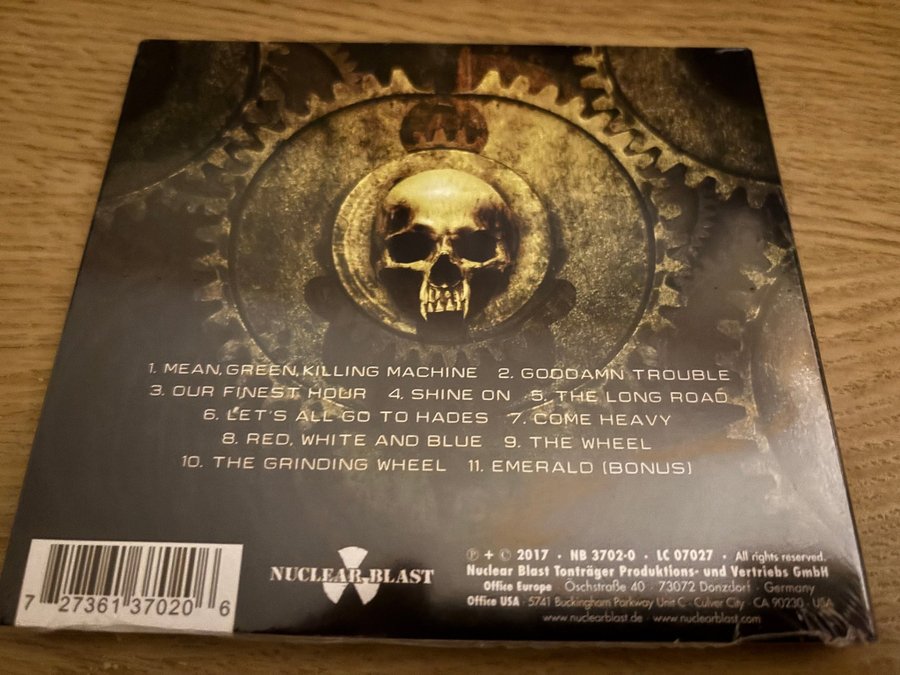 1. MEAN, GREEN, KILLING MACHINE 2. GODDAMN TROUBLE
3. OUR FINEST HOUR 4. SHINE ON 5. THE LONG ROAD
6. LET'S ALL GO TO HADES 7. COME HEAVY
8. RED, WHITE AND BLUE 9. THE WHEEL
10. THE GRINDING WHEEL 11. EMERALD (BONUS)
7 27361 37020 6
NUCLEAR BLAST
℗ + © 2017 · NB 3702-0 · LC 07027 · All rights reserved.
Nuclear Blast Tonträger Produktions- und Vertriebs GmbH
Office Europe · Öschstraße 40 · 73072 Donzdorf · Germany
Office USA · 5741 Buckingham Parkway Unit C · Culver City · CA 90230 · USA
www.nuclearblast.de · www.nuclearblast.com